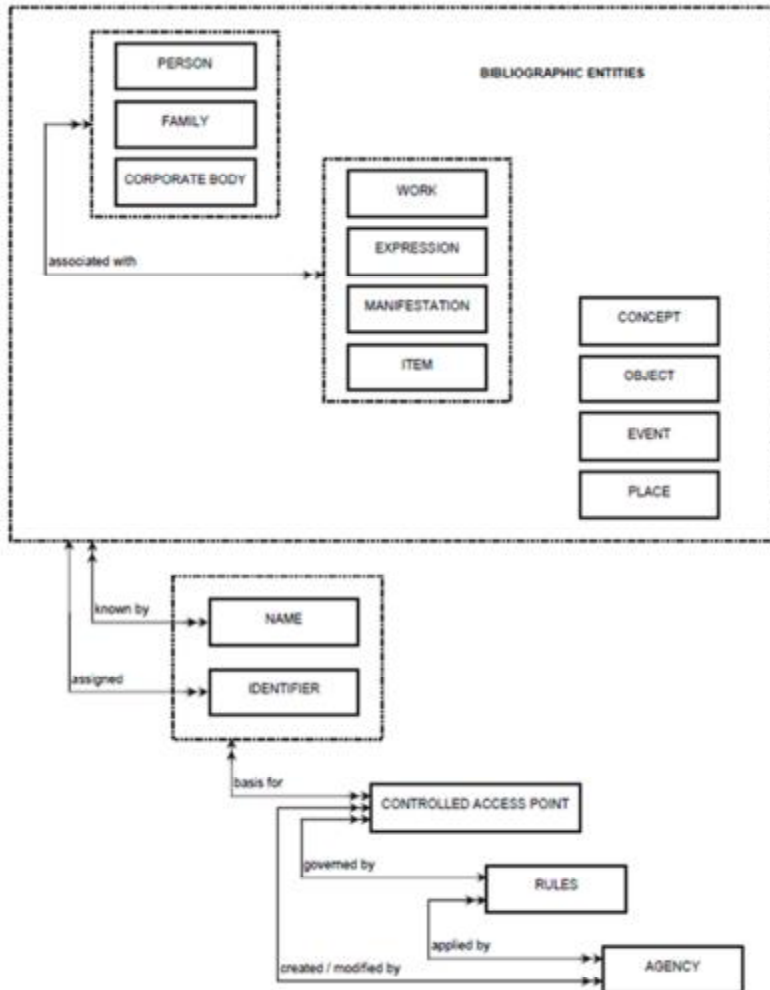 PERSON
BIBLIOGRAPHIC ENTITIES
FAMILY
CORPORATE BODY
WORK
associated with
EXPRESSION
MANIFESTATION
CONCEPT
ITEM
OBJECT
EVENT
PLACE
known by
NAME
assigned
IDENTIFIER
basis for
CONTROLLED ACCESS POINT
governed by
RULES
applied by
created / modified by
AGENCY